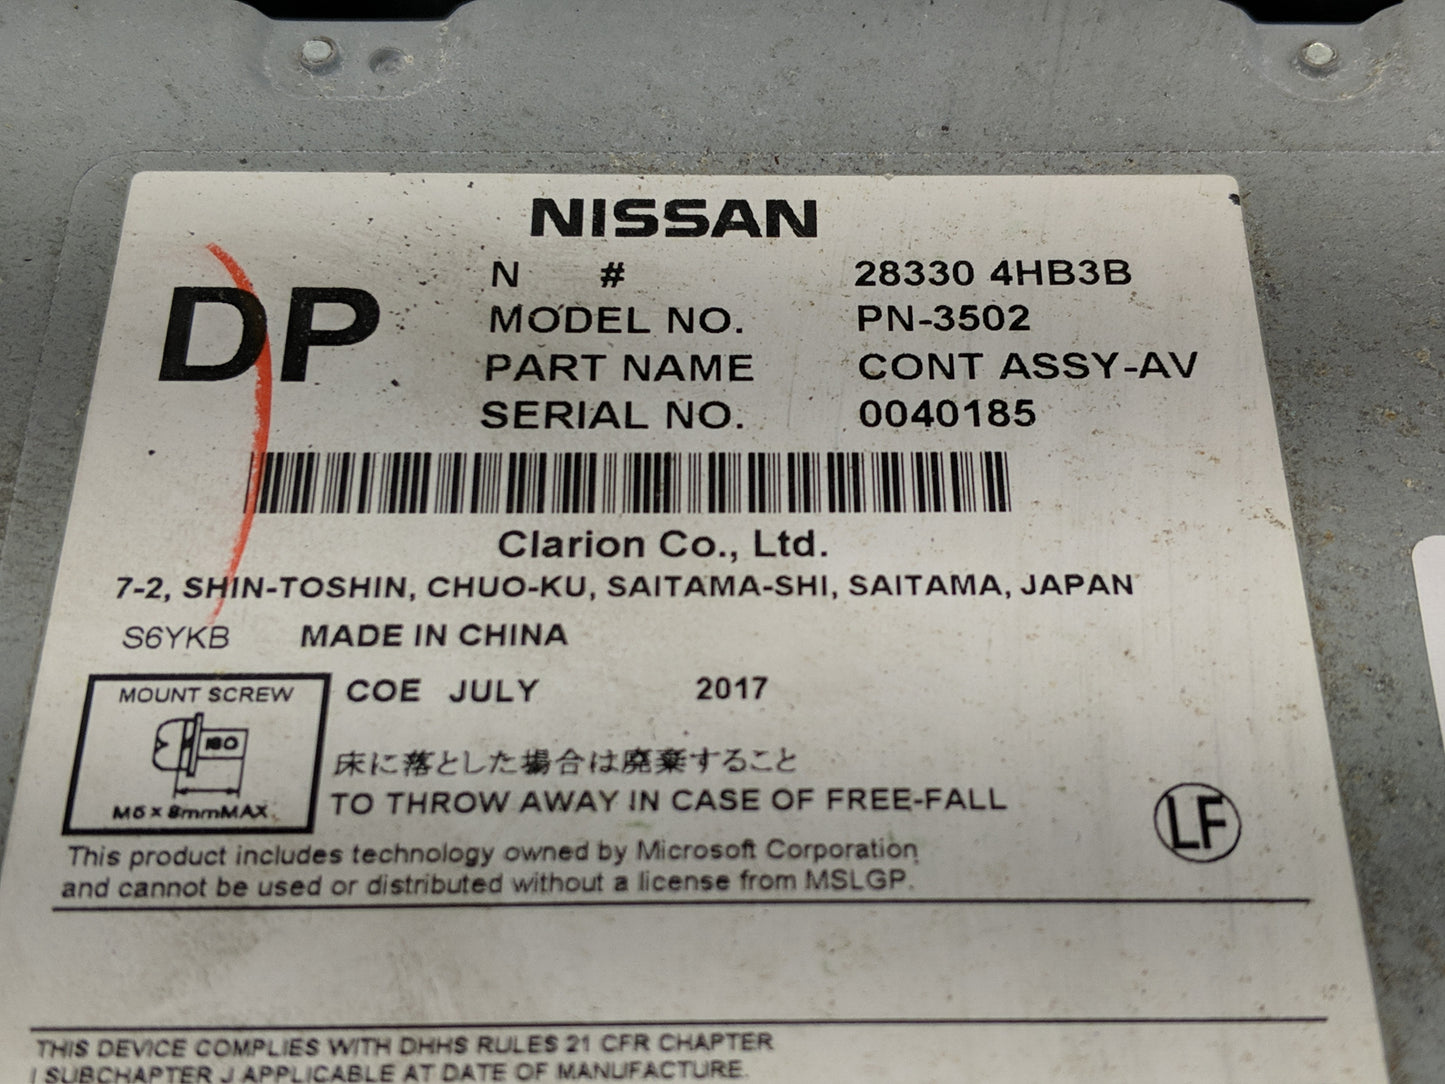 NISSAN
DP
N # 28330 4HB3B
MODEL NO. PN-3502
PART NAME CONT ASSY-AV
SERIAL NO. 0040185
Clarion Co., Ltd.
7-2, SHIN-TOSHIN, CHUO-KU, SAITAMA-SHI, SAITAMA, JAPAN
S6YKB MADE IN CHINA
MOUNT SCREW
ISO
M5 x 8mmMAX.
COE JULY 2017
床に落とした場合は廃棄すること
TO THROW AWAY IN CASE OF FREE-FALL
LF
This product includes technology owned by Microsoft Corporation
and cannot be used or distributed without a license from MSLGP.
THIS DEVICE COMPLIES WITH DHHS RULES 21 CFR CHAPTER
I SUBCHAPTER J APPLICABLE AT DATE OF MANUFACTURE.